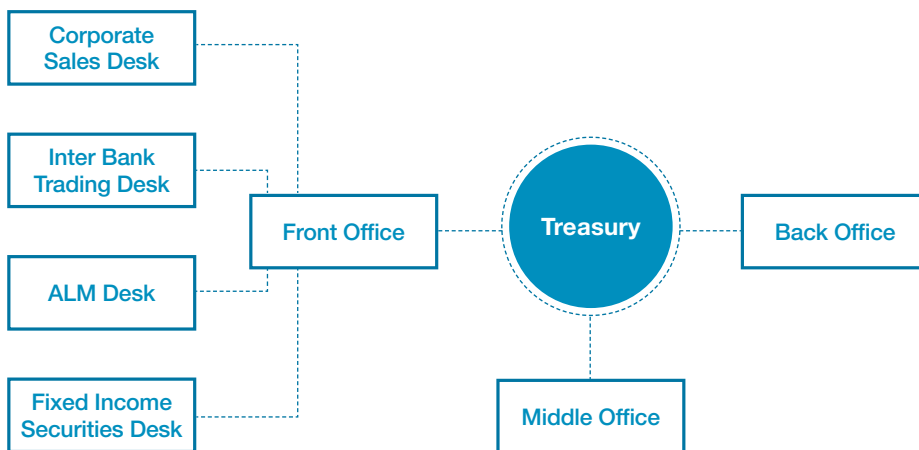 Corporate
Sales Desk
Inter Bank
Trading Desk
Front Office
Treasury
Back Office
ALM Desk
Fixed Income
Securities Desk
Middle Office